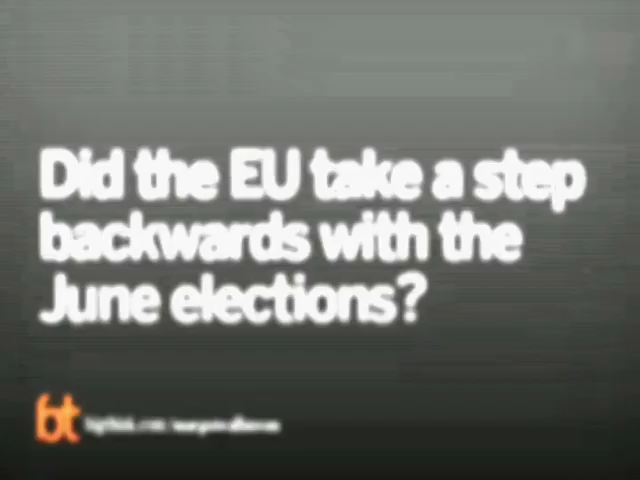 Did the EU take a step
backwards with the
June elections?
bt